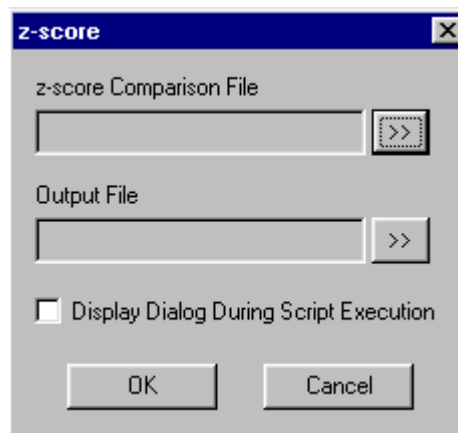 z-score
z-score Comparison File
>>
Output File
>>
Display Dialog During Script Execution
OK Cancel